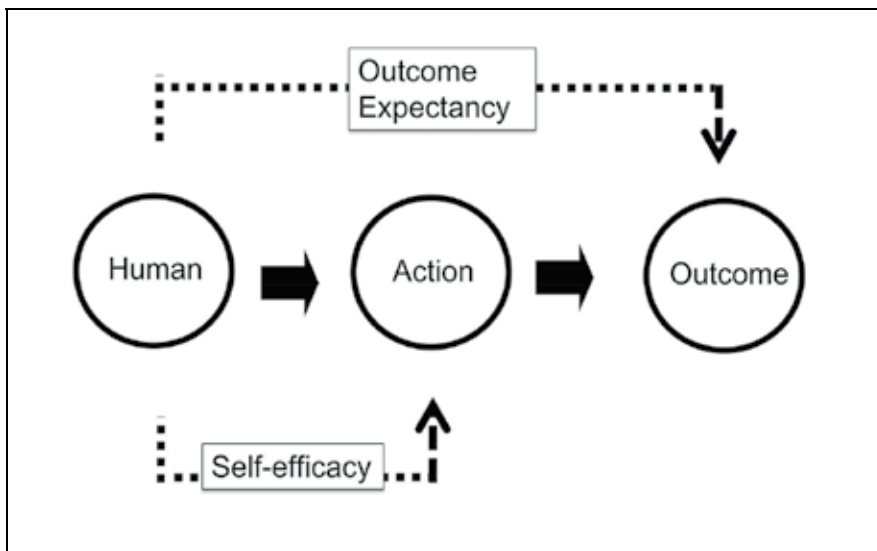 Outcome
Expectancy
Human
Action
Outcome
Self-efficacy